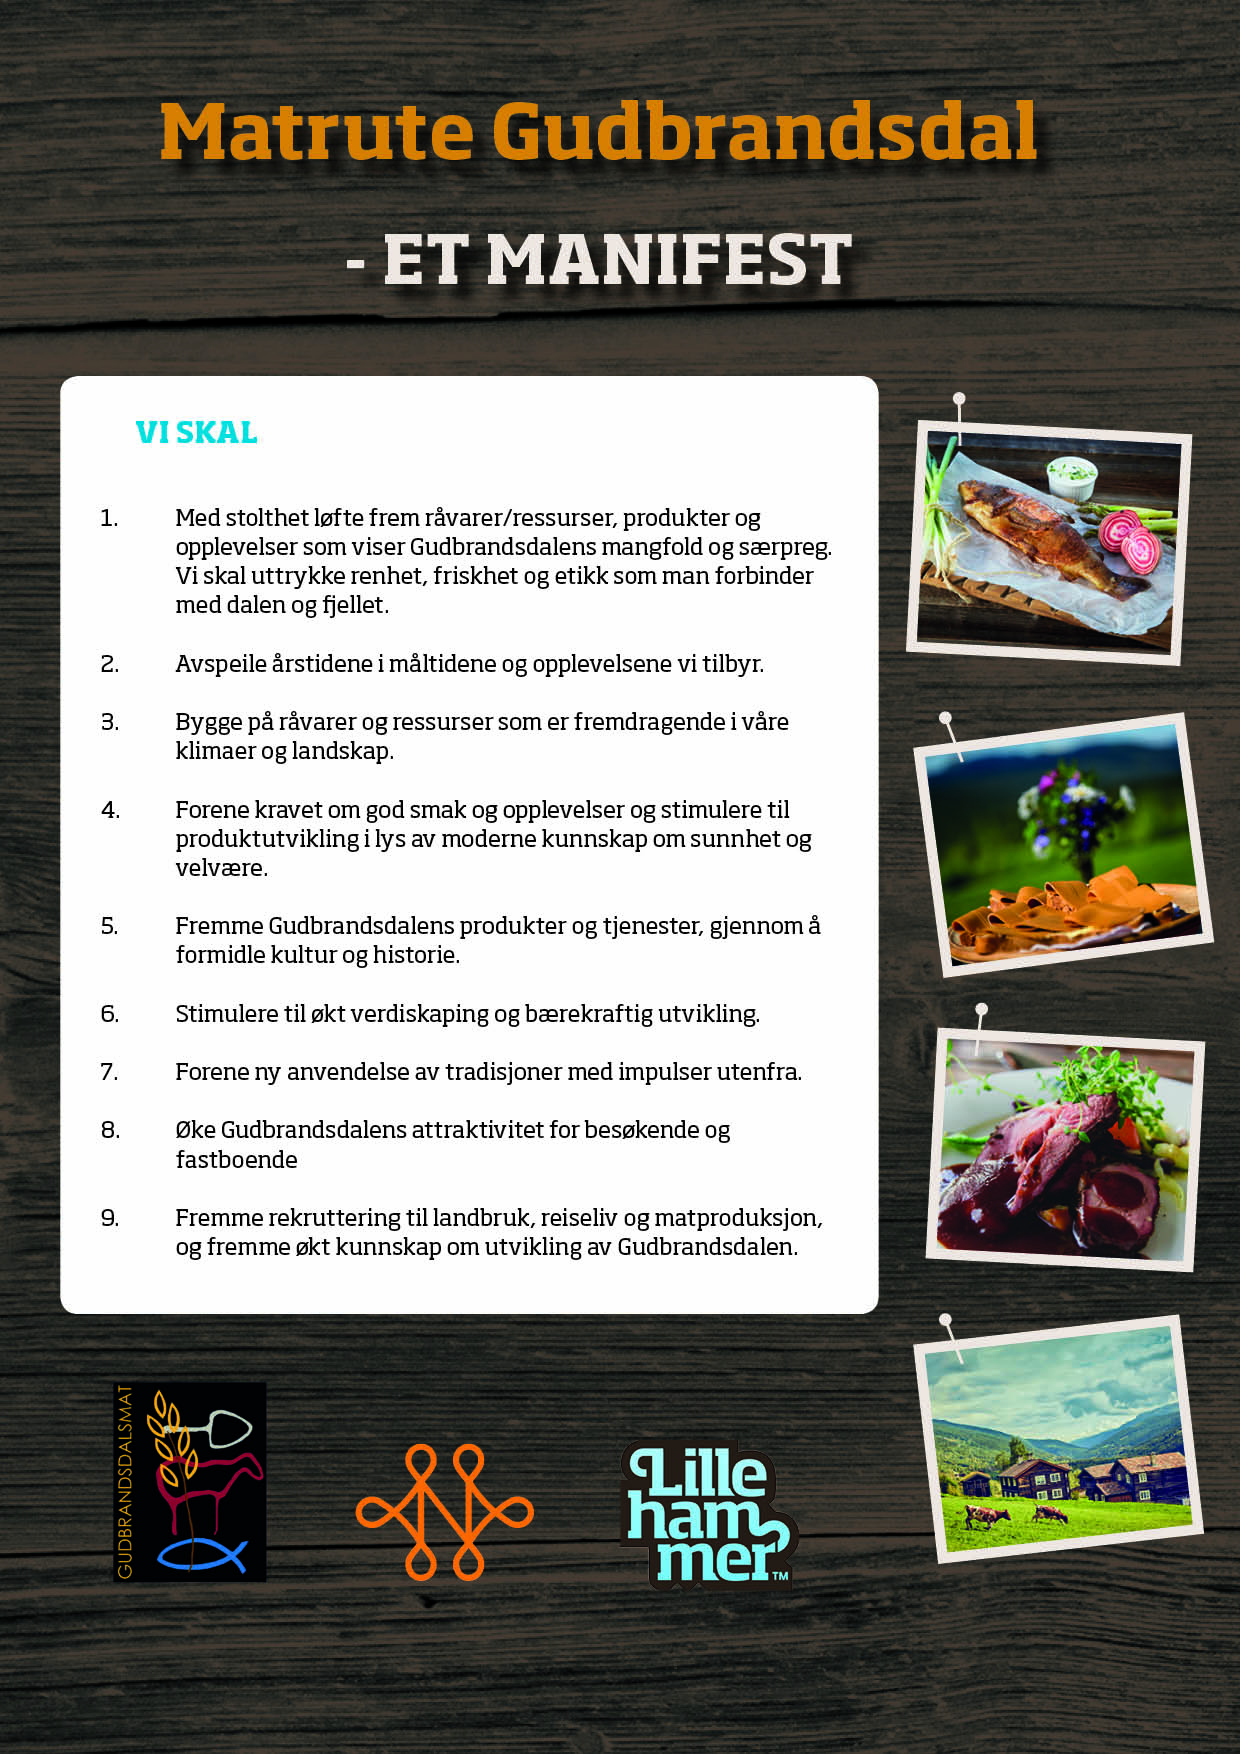 Matrute Gudbrandsdal
- ET MANIFEST
VI SKAL
1. Med stolthet løfte frem råvarer/ressurser, produkter og
opplevelser som viser Gudbrandsdalens mangfold og særpreg.
Vi skal uttrykke renhet, friskhet og etikk som man forbinder
med dalen og fjellet.
2. Avspeile årstidene i måltidene og opplevelsene vi tilbyr.
3. Bygge på råvarer og ressurser som er fremdragende i våre
klimaer og landskap.
4. Forene kravet om god smak og opplevelser og stimulere til
produktutvikling i lys av moderne kunnskap om sunnhet og
velvære.
5. Fremme Gudbrandsdalens produkter og tjenester, gjennom å
formidle kultur og historie.
6. Stimulere til økt verdiskaping og bærekraftig utvikling.
7. Forene ny anvendelse av tradisjoner med impulser utenfra.
8. Øke Gudbrandsdalens attraktivitet for besøkende og
fastboende
9. Fremme rekruttering til landbruk, reiseliv og matproduksjon,
og fremme økt kunnskap om utvikling av Gudbrandsdalen.
GUDBRANDSDALSMAT
Lille
ham
mer™